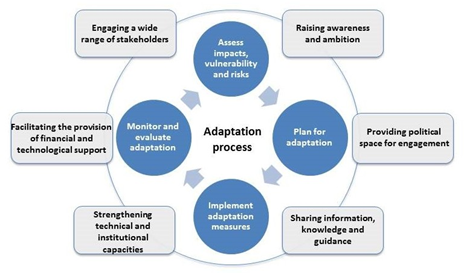 Engaging a wide
range of stakeholders
Assess
impacts,
vulnerability
and risks
Raising awareness
and ambition
Facilitating the provision
of financial and
technological support
Monitor and
evaluate
adaptation
Adaptation
process
Plan for
adaptation
Providing political
space for engagement
Strengthening
technical and
institutional
capacities
Implement
adaptation
measures
Sharing information,
knowledge and
guidance